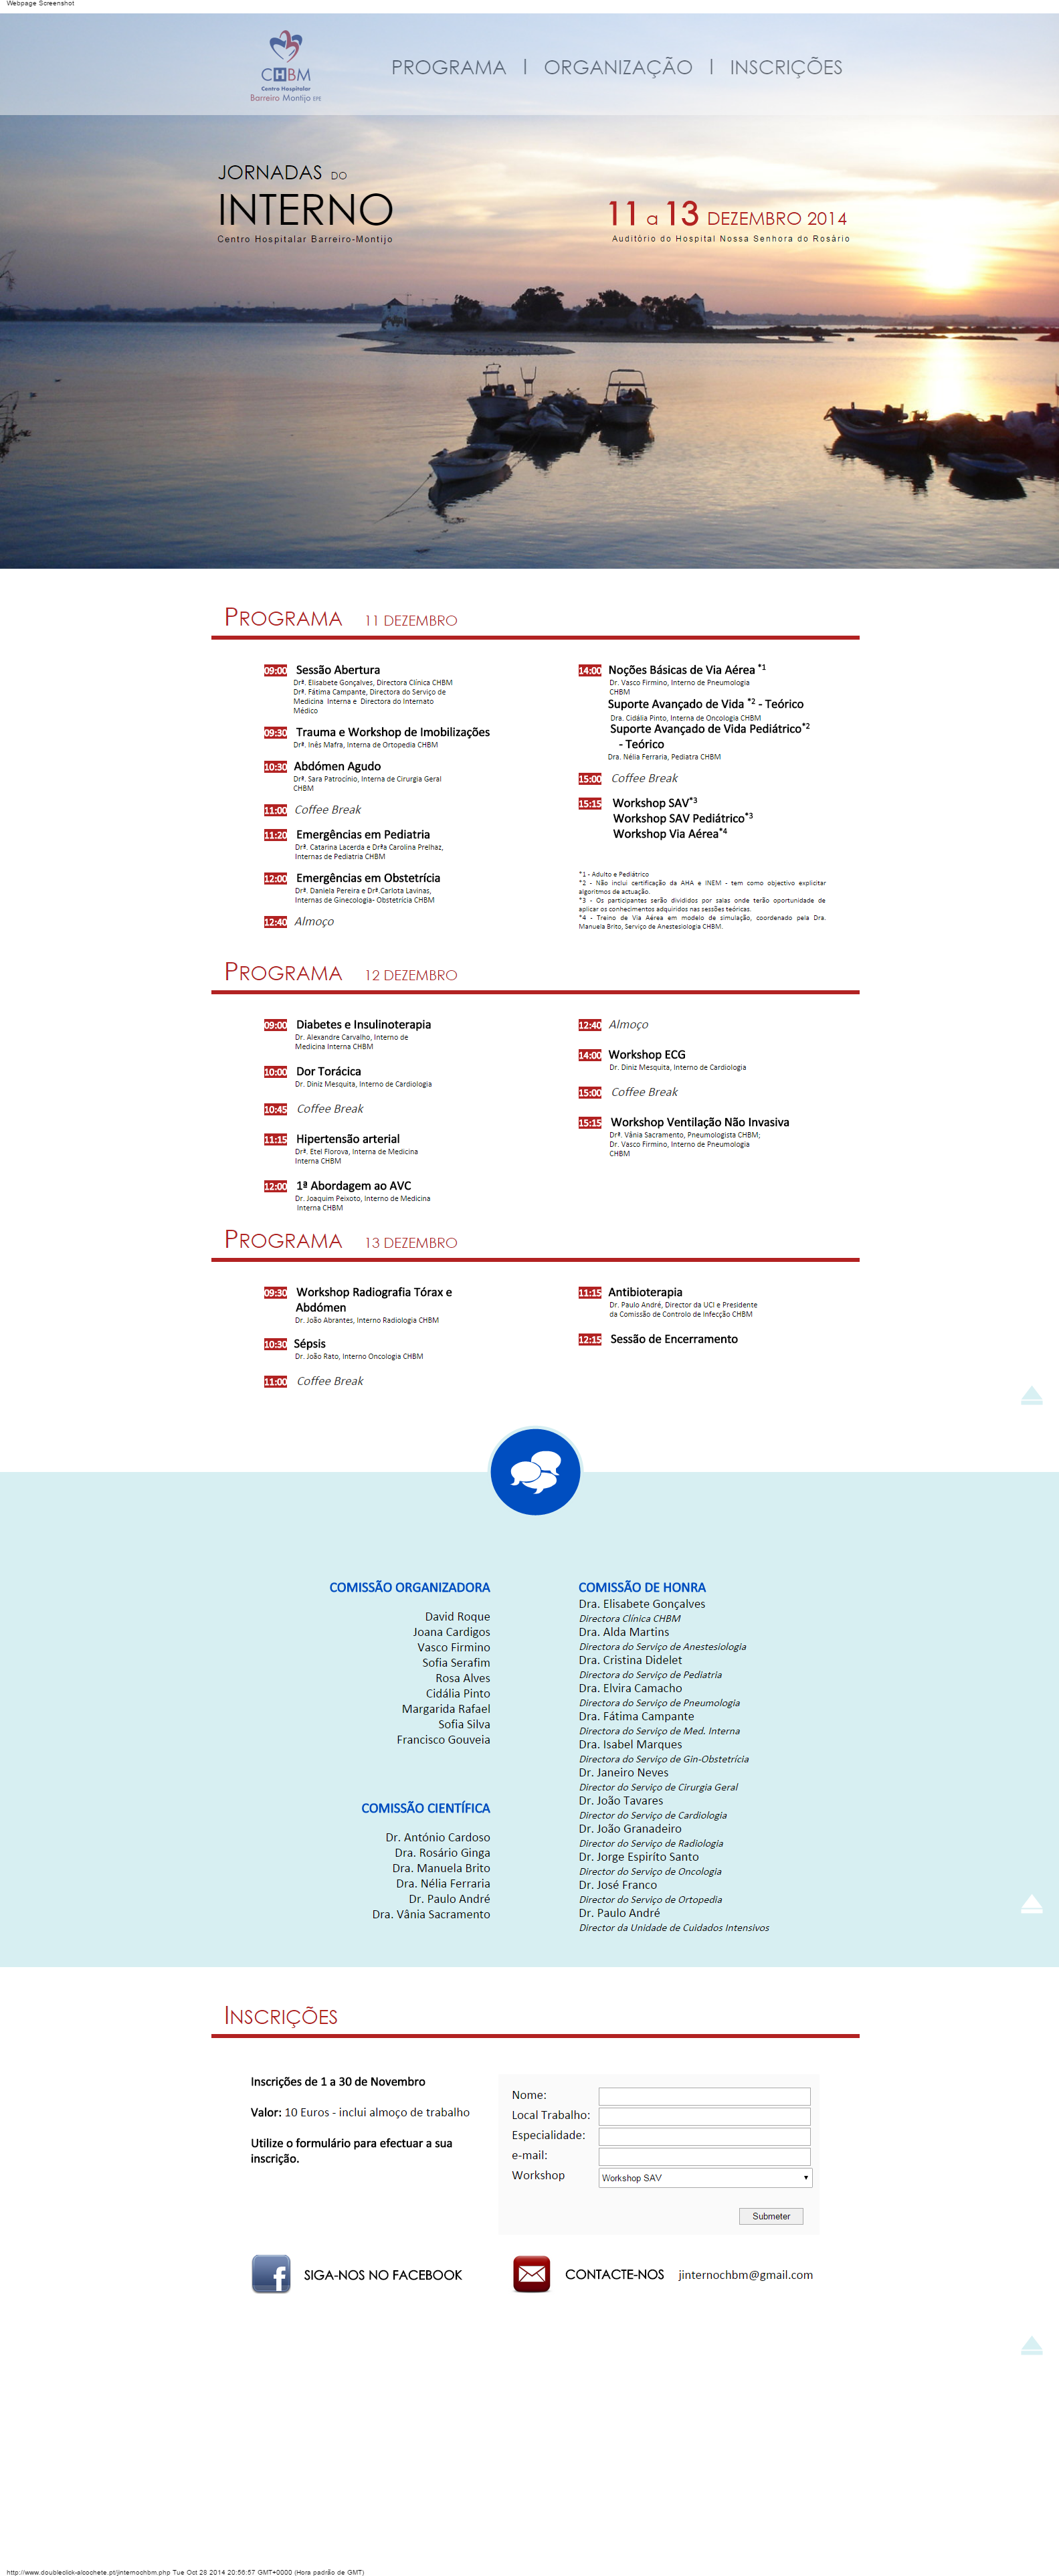 Webpage Screenshot
CHBM
Centro Hospitalar
Barreiro Montijo EPE
PROGRAMA | ORGANIZAÇÃO | INSCRIÇÕES
JORNADAS DO
INTERNO
Centro Hospitalar Barreiro-Montijo
11 a 13 DEZEMBRO 2014
Auditório do Hospital Nossa Senhora do Rosário
PROGRAMA 11 DEZEMBRO
09:00 Sessão Abertura
Drª. Elisabete Gonçalves, Directora Clínica CHBM
Drª. Fátima Campante, Directora do Serviço de
Medicina Interna e Directora do Internato
Médico
09:30 Trauma e Workshop de Imobilizações
Drª. Inês Mafra, Interna de Ortopedia CHBM
10:30 Abdómen Agudo
Drª. Sara Patrocínio, Interna de Cirurgia Geral
CHBM
11:00 Coffee Break
11:20 Emergências em Pediatria
Drª. Catarina Lacerda e Drªa Carolina Prelhaz,
Internas de Pediatria CHBM
12:00 Emergências em Obstetrícia
Drª. Daniela Pereira e Drª.Carlota Lavinas,
Internas de Ginecologia- Obstetrícia CHBM
12:40 Almoço
14:00 Noções Básicas de Via Aérea *1
Dr. Vasco Firmino, Interno de Pneumologia
CHBM
Suporte Avançado de Vida *2 - Teórico
Dra. Cidália Pinto, Interna de Oncologia CHBM
Suporte Avançado de Vida Pediátrico*2
- Teórico
Dra. Nélia Ferraria, Pediatra CHBM
15:00 Coffee Break
15:15 Workshop SAV*3
Workshop SAV Pediátrico*3
Workshop Via Aérea*4
*1 - Adulto e Pediátrico
*2 - Não inclui certificação da AHA e INEM - tem como objectivo explicitar
algoritmos de actuação.
*3 - Os participantes serão divididos por salas onde terão oportunidade de
aplicar os conhecimentos adquiridos nas sessões teóricas.
*4 - Treino de Via Aérea em modelo de simulação, coordenado pela Dra.
Manuela Brito, Serviço de Anestesiologia CHBM.
PROGRAMA 12 DEZEMBRO
09:00 Diabetes e Insulinoterapia
Dr. Alexandre Carvalho, Interno de
Medicina Interna CHBM
10:00 Dor Torácica
Dr. Diniz Mesquita, Interno de Cardiologia
10:45 Coffee Break
11:15 Hipertensão arterial
Drª. Etel Florova, Interna de Medicina
Interna CHBM
12:00 1ª Abordagem ao AVC
Dr. Joaquim Peixoto, Interno de Medicina
Interna CHBM
12:40 Almoço
14:00 Workshop ECG
Dr. Diniz Mesquita, Interno de Cardiologia
15:00 Coffee Break
15:15 Workshop Ventilação Não Invasiva
Drª. Vânia Sacramento, Pneumologista CHBM;
Dr. Vasco Firmino, Interno de Pneumologia
CHBM
PROGRAMA 13 DEZEMBRO
09:30 Workshop Radiografia Tórax e
Abdómen
Dr. João Abrantes, Interno Radiologia CHBM
10:30 Sépsis
Dr. João Rato, Interno Oncologia CHBM
11:00 Coffee Break
11:15 Antibioterapia
Dr. Paulo André, Director da UCI e Presidente
da Comissão de Controlo de Infecção CHBM
12:15 Sessão de Encerramento
COMISSÃO ORGANIZADORA
David Roque
Joana Cardigos
Vasco Firmino
Sofia Serafim
Rosa Alves
Cidália Pinto
Margarida Rafael
Sofia Silva
Francisco Gouveia
COMISSÃO CIENTÍFICA
Dr. António Cardoso
Dra. Rosário Ginga
Dra. Manuela Brito
Dra. Nélia Ferraria
Dr. Paulo André
Dra. Vânia Sacramento
COMISSÃO DE HONRA
Dra. Elisabete Gonçalves
Directora Clínica CHBM
Dra. Alda Martins
Directora do Serviço de Anestesiologia
Dra. Cristina Didelet
Directora do Serviço de Pediatria
Dra. Elvira Camacho
Directora do Serviço de Pneumologia
Dra. Fátima Campante
Directora do Serviço de Med. Interna
Dra. Isabel Marques
Directora do Serviço de Gin-Obstetrícia
Dr. Janeiro Neves
Director do Serviço de Cirurgia Geral
Dr. João Tavares
Director do Serviço de Cardiologia
Dr. João Granadeiro
Director do Serviço de Radiologia
Dr. Jorge Espiríto Santo
Director do Serviço de Oncologia
Dr. José Franco
Director do Serviço de Ortopedia
Dr. Paulo André
Director da Unidade de Cuidados Intensivos
INSCRIÇÕES
Inscrições de 1 a 30 de Novembro
Valor: 10 Euros - inclui almoço de trabalho
Utilize o formulário para efectuar a sua
inscrição.
Nome:
Local Trabalho:
Especialidade:
e-mail:
Workshop Workshop SAV
Submeter
SIGA-NOS NO FACEBOOK
CONTACTE-NOS jinternochbm@gmail.com
http://www.doubleclick-alcochete.pt/jinternochbm.php Tue Oct 28 2014 20:56:57 GMT+0000 (Hora padrão de GMT)